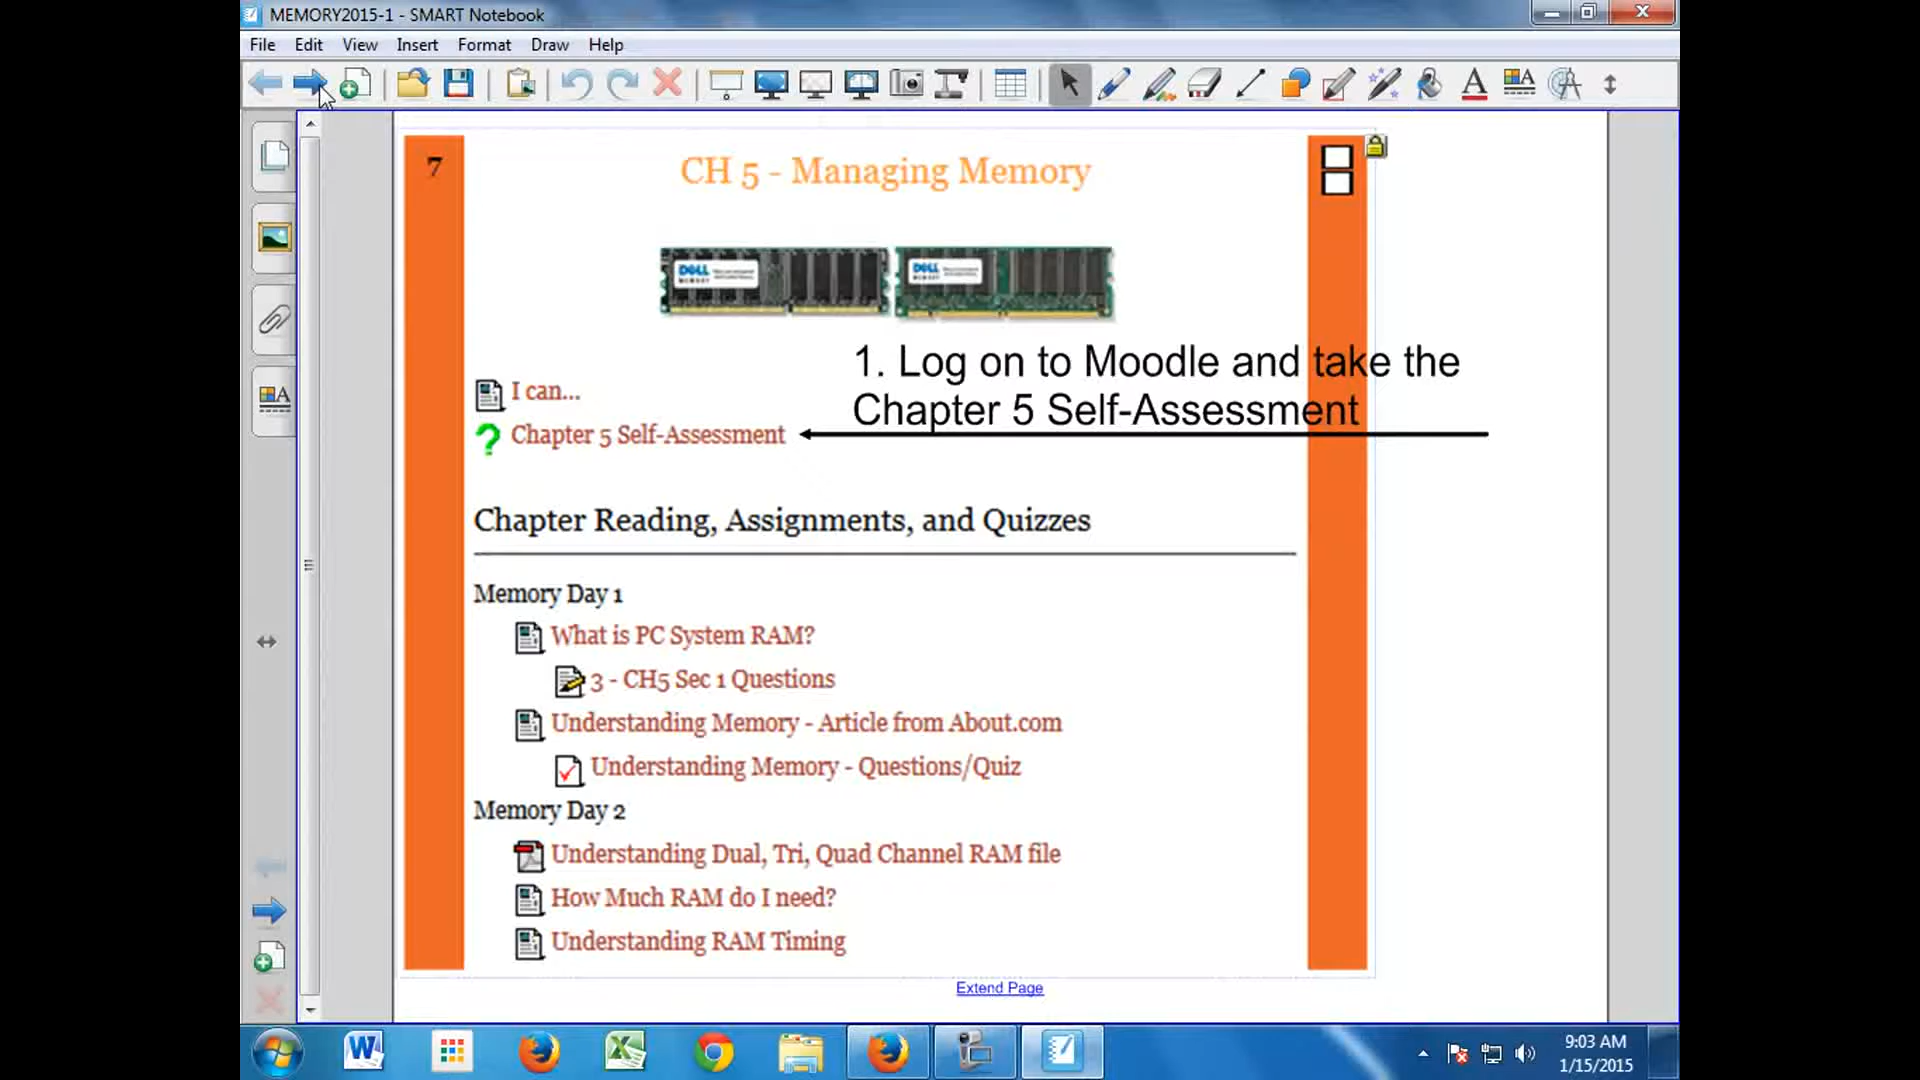 MEMORY2015-1 - SMART Notebook
File Edit View Insert Format Draw Help
7
CH 5 - Managing Memory
DELL
DELL
1. Log on to Moodle and take the
Chapter 5 Self-Assessment
I can...
Chapter 5 Self-Assessment
Chapter Reading, Assignments, and Quizzes
Memory Day 1
What is PC System RAM?
3 - CH5 Sec 1 Questions
Understanding Memory - Article from About.com
Understanding Memory - Questions/Quiz
Memory Day 2
Understanding Dual, Tri, Quad Channel RAM file
How Much RAM do I need?
Understanding RAM Timing
Extend Page
9:03 AM
1/15/2015